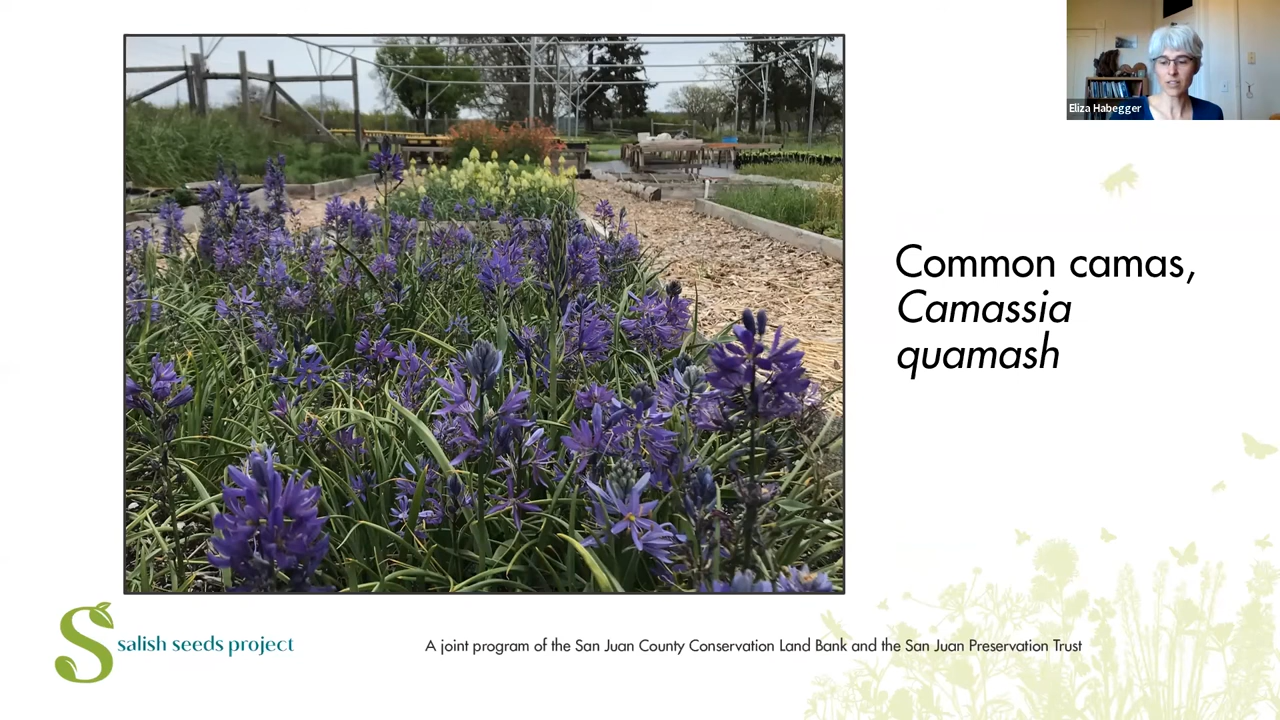 Eliza Habegger
Common camas,
Camassia
quamash
salish seeds project
A joint program of the San Juan County Conservation Land Bank and the San Juan Preservation Trust